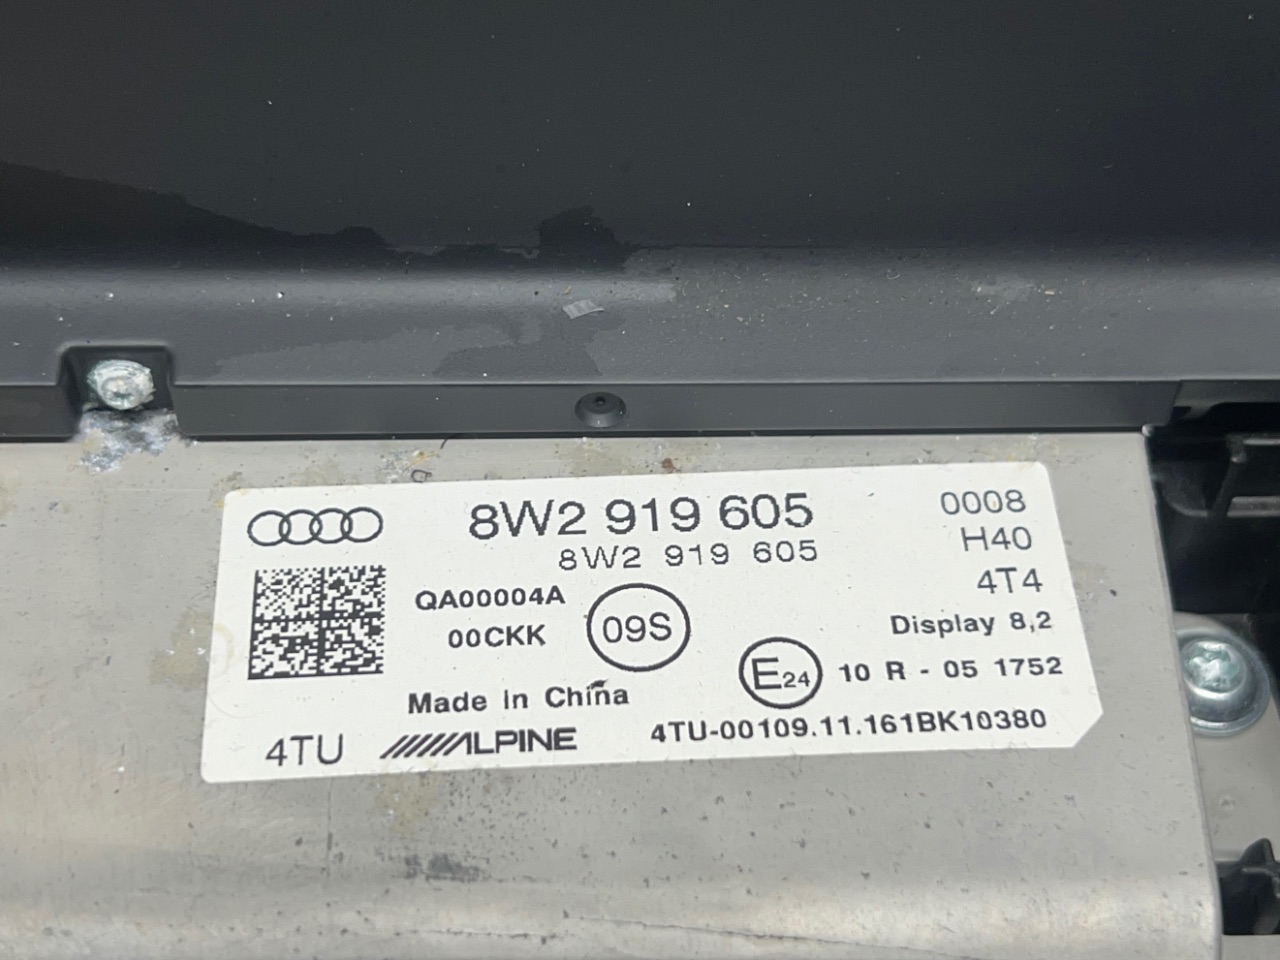 8W2 919 605
8W2 919 605
0008
H40
4T4
QA00004A
00CKK
09S
Display 8,2
E24
10 R - 05 1752
Made in China
4TU
ALPINE
4TU-00109.11.161BK10380